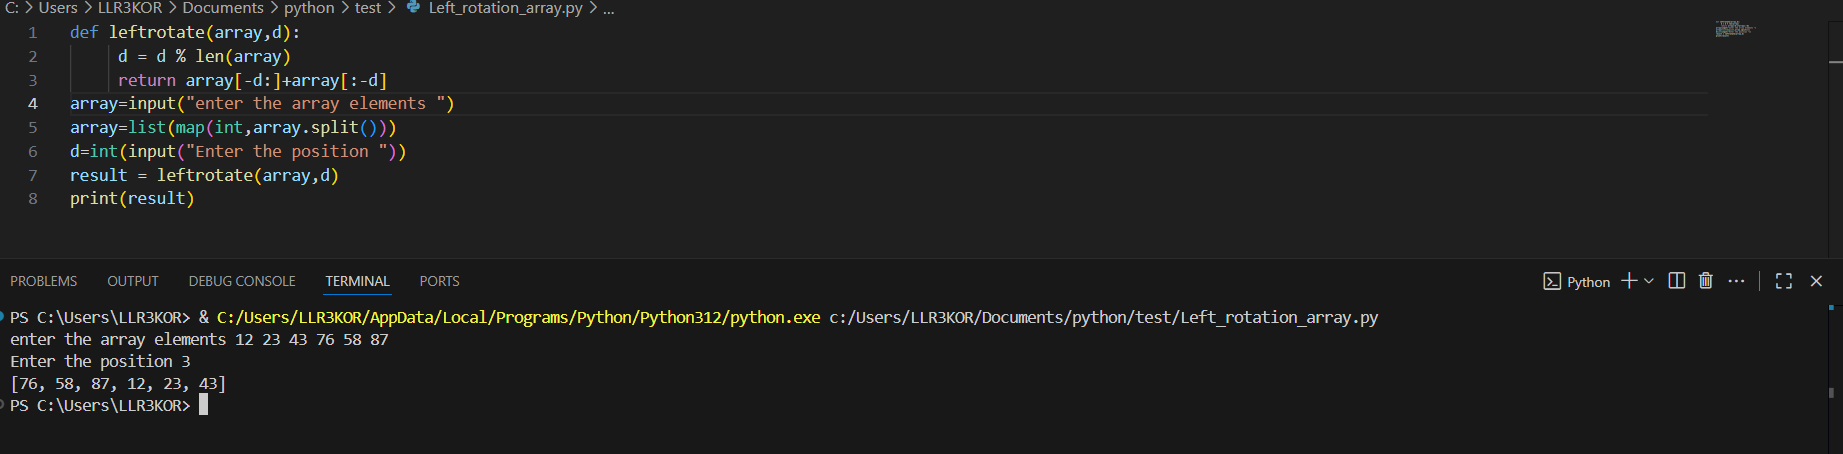 C: > Users > LLR3KOR > Documents > python > test > Left_rotation_array.py > ...
1 def leftrotate(array,d):
2 d = d % len(array)
3 return array[-d:]+array[:-d]
4 array=input("enter the array elements ")
5 array=list(map(int,array.split()))
6 d=int(input("Enter the position "))
7 result = leftrotate(array,d)
8 print(result)
PROBLEMS OUTPUT DEBUG CONSOLE TERMINAL PORTS Python
PS C:\Users\LLR3KOR> & C:/Users/LLR3KOR/AppData/Local/Programs/Python/Python312/python.exe c:/Users/LLR3KOR/Documents/python/test/Left_rotation_array.py
enter the array elements 12 23 43 76 58 87
Enter the position 3
[76, 58, 87, 12, 23, 43]
PS C:\Users\LLR3KOR>